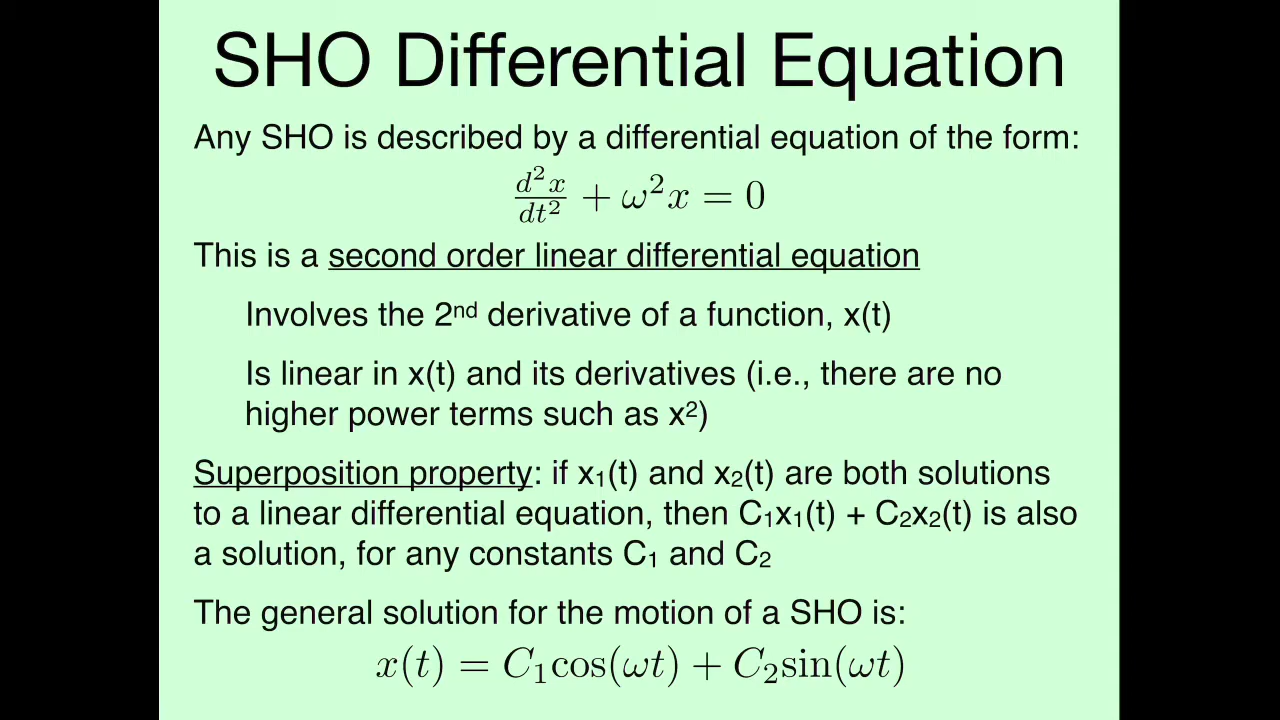 SHO Differential Equation
Any SHO is described by a differential equation of the form:
d²x/dt² + ω²x = 0
This is a second order linear differential equation
Involves the 2nd derivative of a function, x(t)
Is linear in x(t) and its derivatives (i.e., there are no
higher power terms such as x²)
Superposition property: if x₁(t) and x₂(t) are both solutions
to a linear differential equation, then C₁x₁(t) + C₂x₂(t) is also
a solution, for any constants C₁ and C₂
The general solution for the motion of a SHO is:
x(t) = C₁cos(ωt) + C₂sin(ωt)